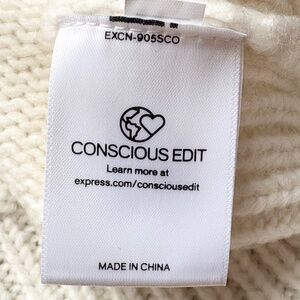 EXCN-905SCO
CONSCIOUS EDIT
Learn more at
express.com/consciousedit
MADE IN CHINA